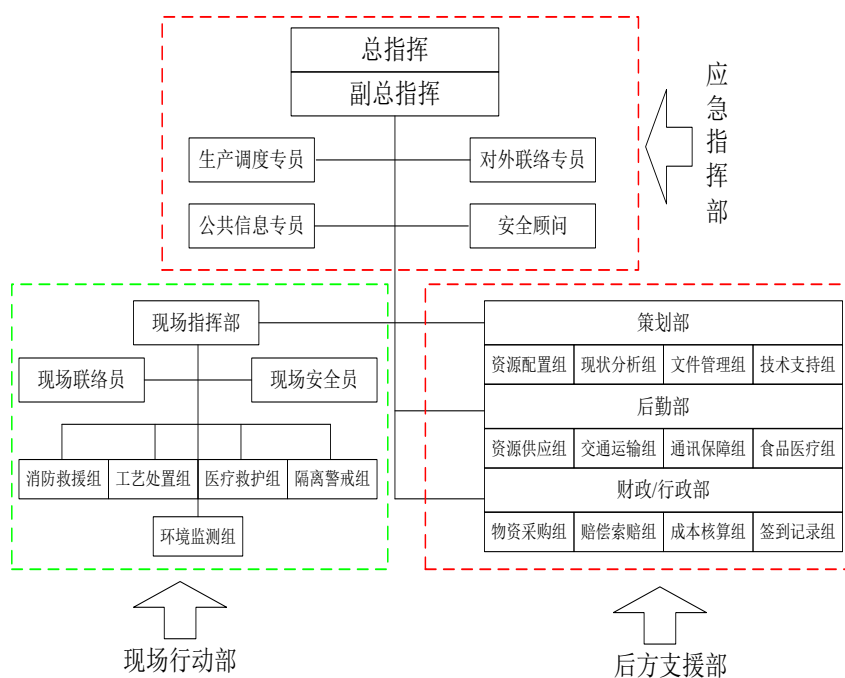 总指挥
副总指挥
生产调度专员
对外联络专员
公共信息专员
安全顾问
应急指挥部
现场指挥部
现场联络员
现场安全员
消防救援组
工艺处置组
医疗救护组
隔离警戒组
环境监测组
现场行动部
策划部
资源配置组
现状分析组
文件管理组
技术支持组
后勤部
资源供应组
交通运输组
通讯保障组
食品医疗组
财政/行政部
物资采购组
赔偿索赔组
成本核算组
签到记录组
后方支援部